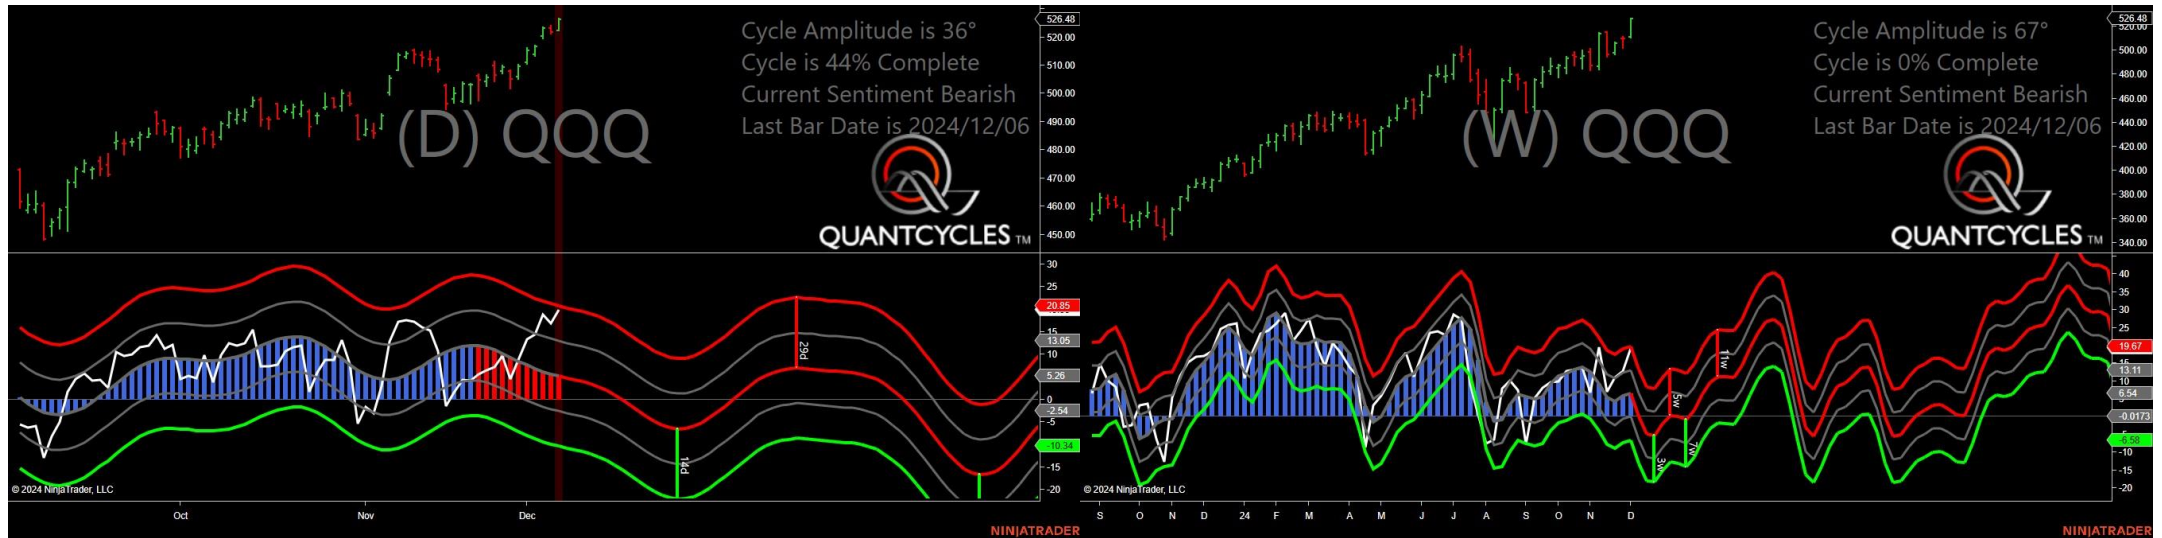 Cycle Amplitude is 36°
Cycle is 44% Complete
Current Sentiment Bearish
Last Bar Date is 2024/12/06
(D) QQQ
QUANTCYCLES TM
526.48
520.00
510.00
500.00
490.00
480.00
470.00
460.00
450.00
30
25
20.85
15
13.05
10
5.26
0
-2.54
-5
-10.34
-15
-20
29d
14d
© 2024 NinjaTrader, LLC
Oct Nov Dec
NINJATRADER
Cycle Amplitude is 67°
Cycle is 0% Complete
Current Sentiment Bearish
Last Bar Date is 2024/12/06
(W) QQQ
QUANTCYCLES TM
526.48
520.00
500.00
480.00
460.00
440.00
420.00
400.00
380.00
360.00
340.00
40
35
30
25
19.67
15
13.11
10
6.54
-0.0173
-6.58
-10
-15
-20
11w
5w
7w
3w
© 2024 NinjaTrader, LLC
S O N D 24 F M A M J J A S O N D
NINJATRADER